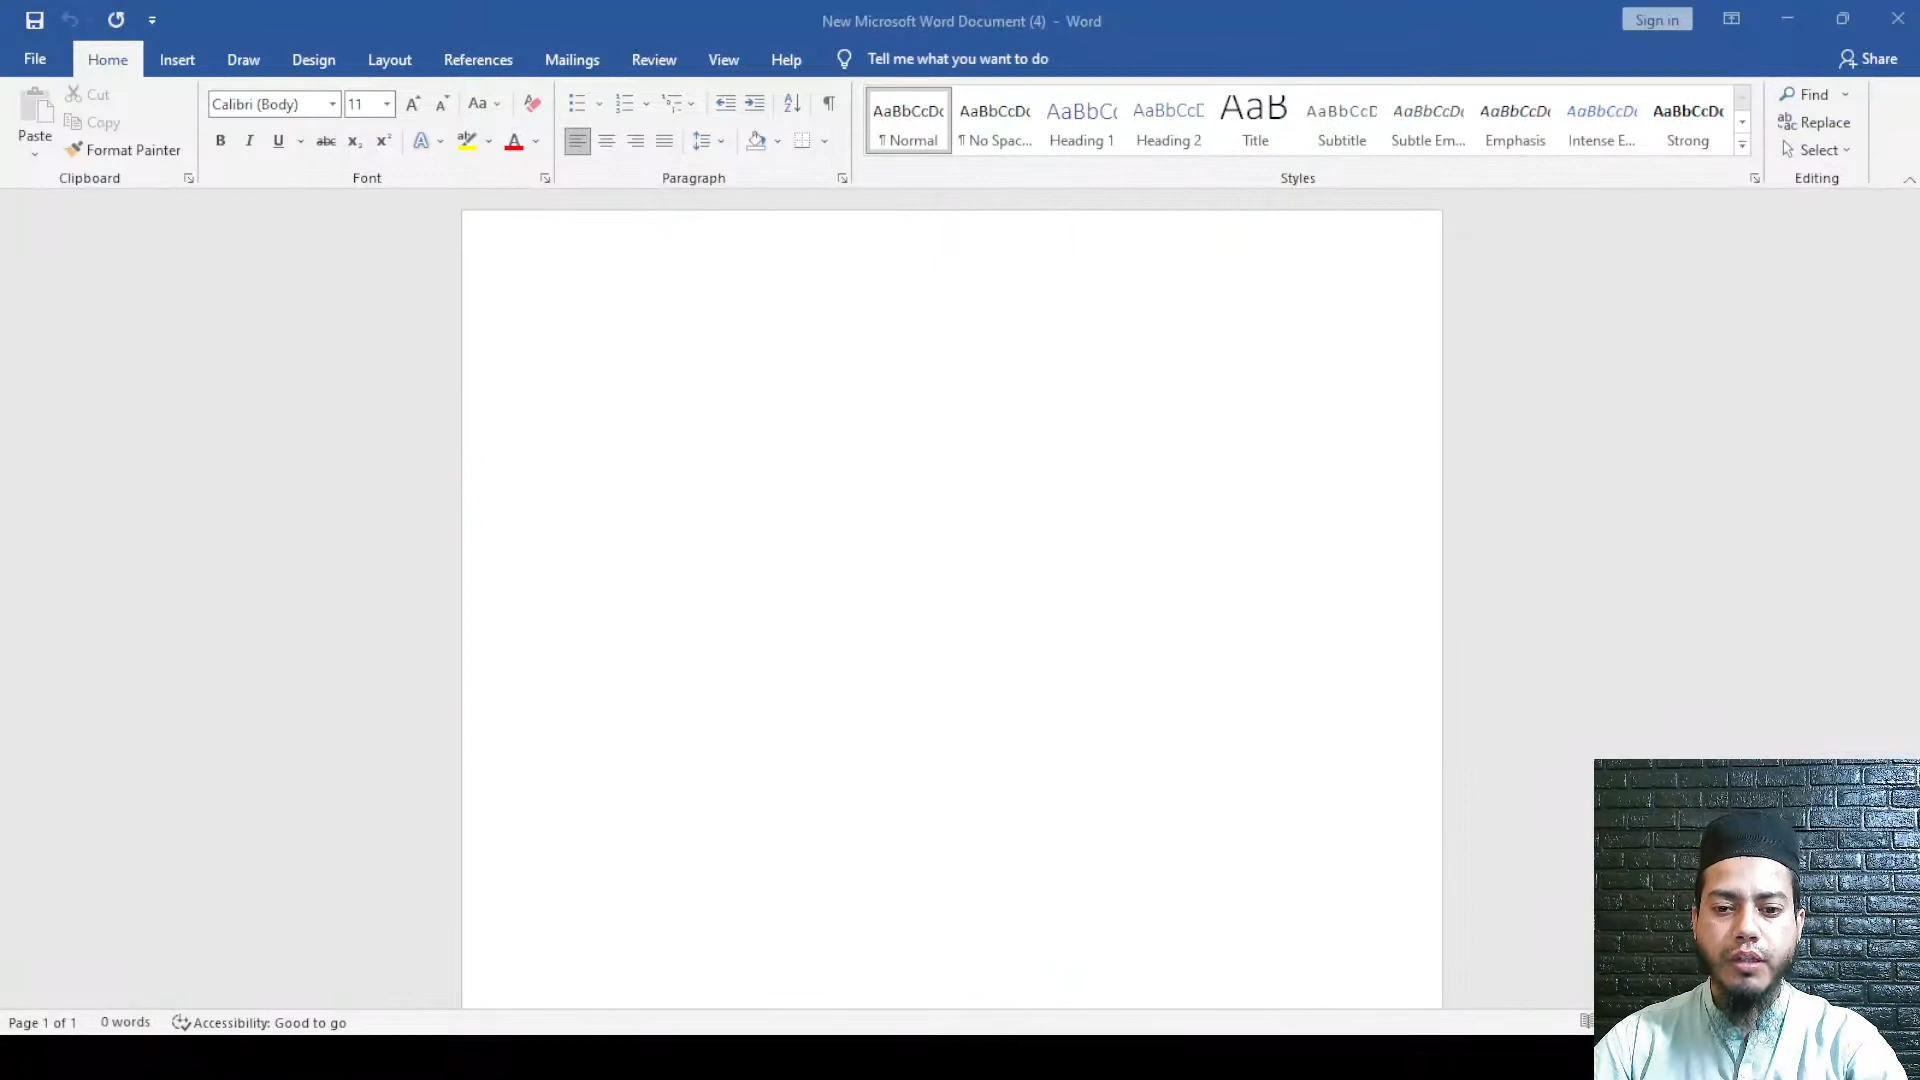 New Microsoft Word Document (4) - Word
Sign in
File Home Insert Draw Design Layout References Mailings Review View Help Tell me what you want to do Share
Cut
Copy
Paste
Format Painter
Clipboard
Calibri (Body) 11 A A Aa A
B I U abc x₂ x² A A
Font
Paragraph
AaBbCcDc AaBbCcDc AaBbCc AaBbCcD AaB AaBbCcD AaBbCcDc AaBbCcDc AaBbCcDc AaBbCcDc
¶ Normal ¶ No Spac... Heading 1 Heading 2 Title Subtitle Subtle Em... Emphasis Intense E... Strong
Styles
Find
Replace
Select
Editing
Page 1 of 1 0 words Accessibility: Good to go